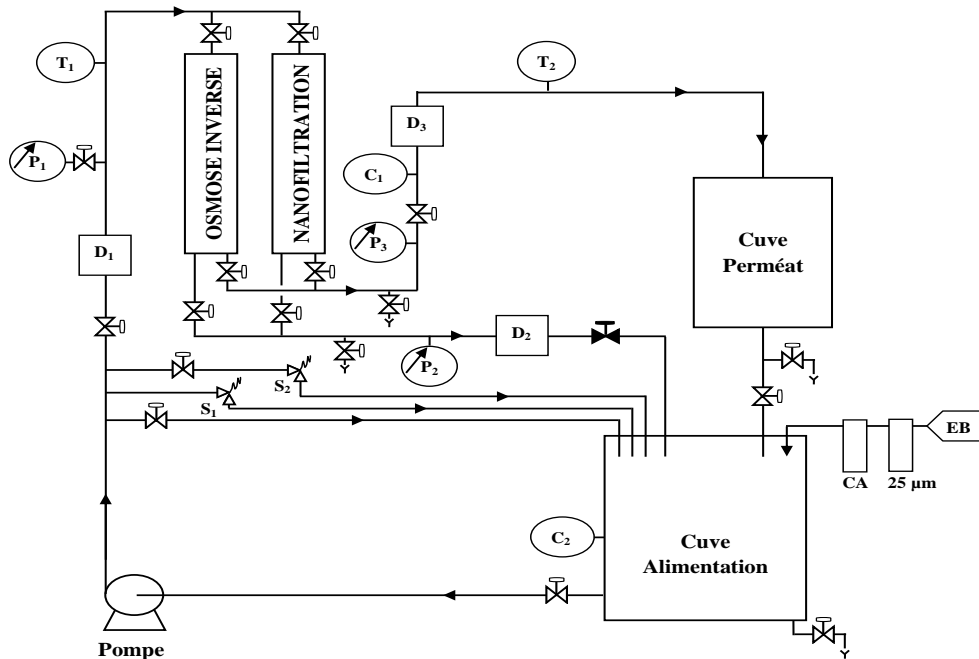 T₁
T₂
P₁
OSMOSE INVERSE
NANOFILTRATION
D₃
C₁
P₃
D₁
Cuve
Perméat
D₂
P₂
S₂
S₁
EB
CA
25 µm
C₂
Cuve
Alimentation
Pompe